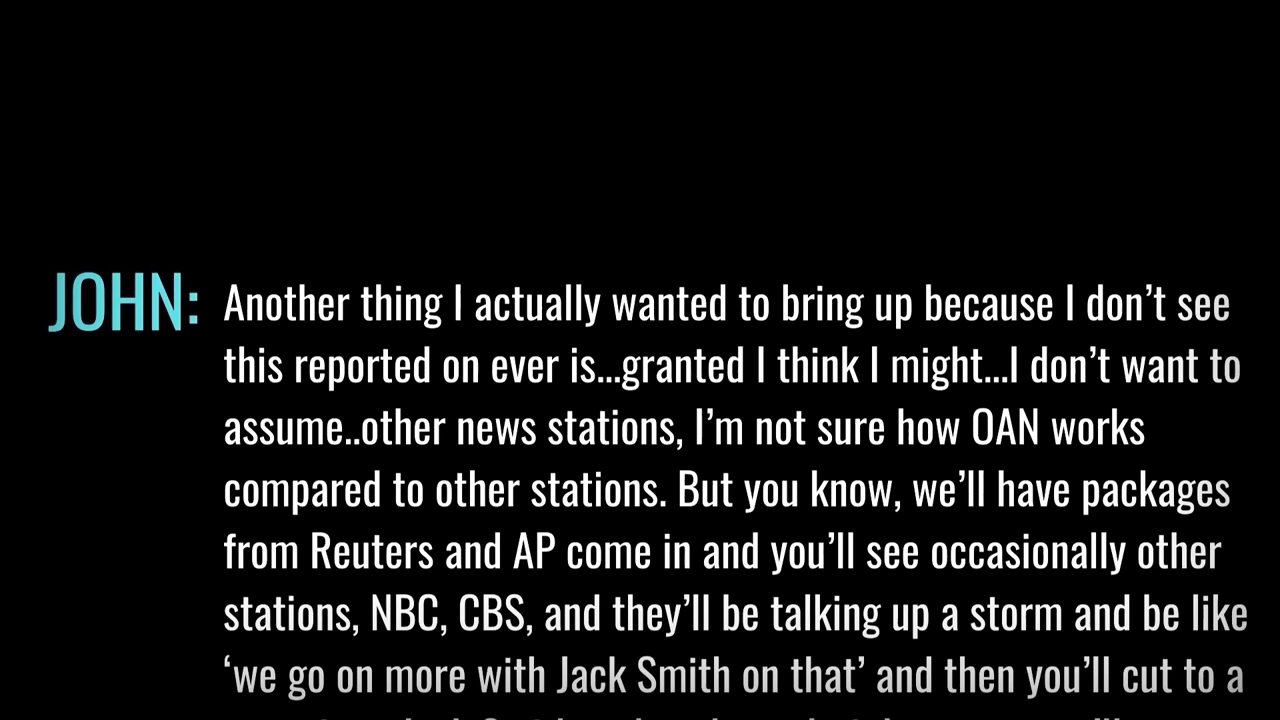 JOHN: Another thing I actually wanted to bring up because I don’t see
this reported on ever is...granted I think I might...I don’t want to
assume..other news stations, I’m not sure how OAN works
compared to other stations. But you know, we’ll have packages
from Reuters and AP come in and you’ll see occasionally other
stations, NBC, CBS, and they’ll be talking up a storm and be like
‘we go on more with Jack Smith on that’ and then you’ll cut to a